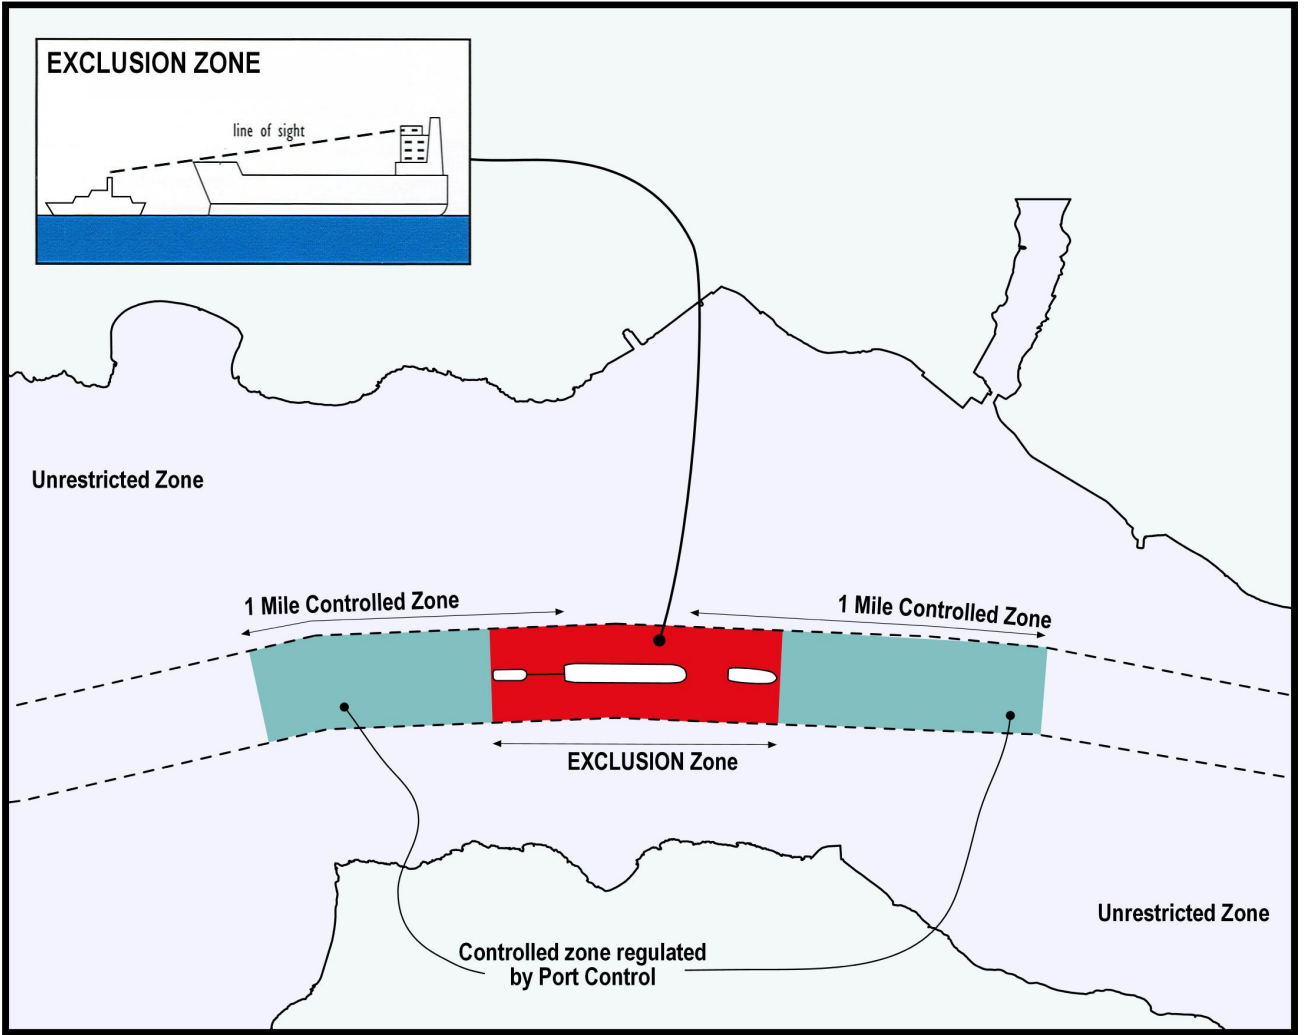 EXCLUSION ZONE
line of sight
Unrestricted Zone
1 Mile Controlled Zone
1 Mile Controlled Zone
EXCLUSION Zone
Unrestricted Zone
Controlled zone regulated
by Port Control